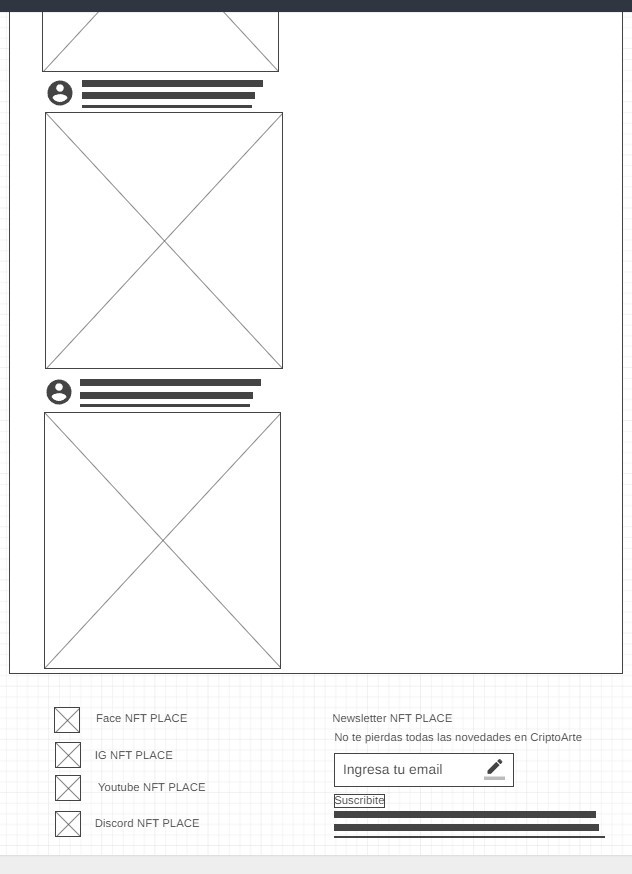 Face NFT PLACE
IG NFT PLACE
Youtube NFT PLACE
Discord NFT PLACE
Newsletter NFT PLACE
No te pierdas todas las novedades en CriptoArte
Ingresa tu email
Suscribite